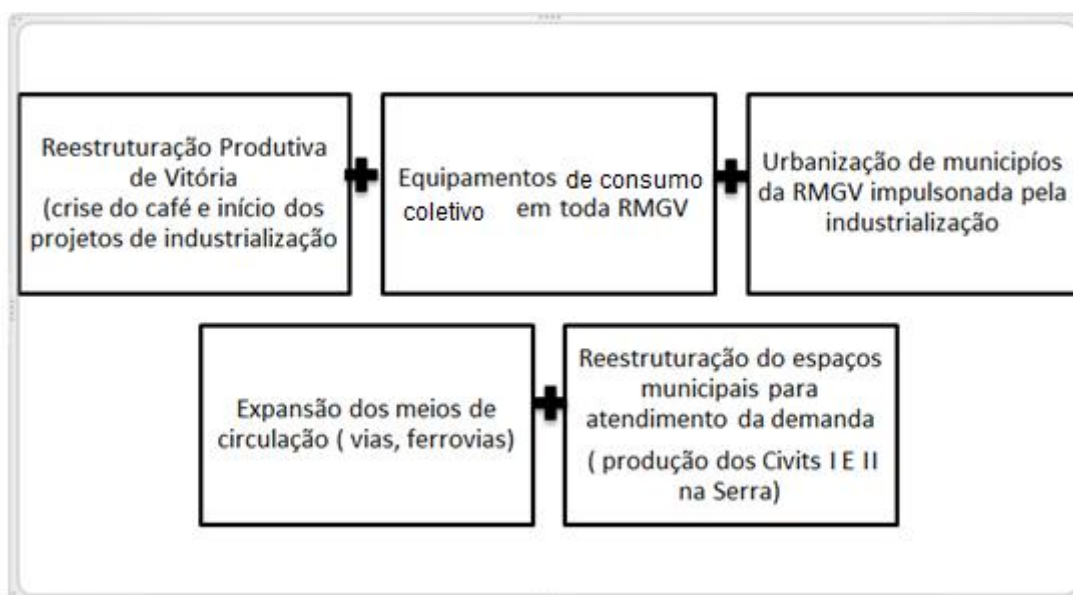 Reestruturação Produtiva
de Vitória
(crise do café e início dos
projetos de industrialização
Equipamentos de consumo
coletivo em toda RMGV
Urbanização de municipíos
da RMGV impulsonada pela
industrialização
Expansão dos meios de
circulação ( vias, ferrovias)
Reestruturação do espaços
municipais para
atendimento da demanda
( produção dos Civits I E II
na Serra)